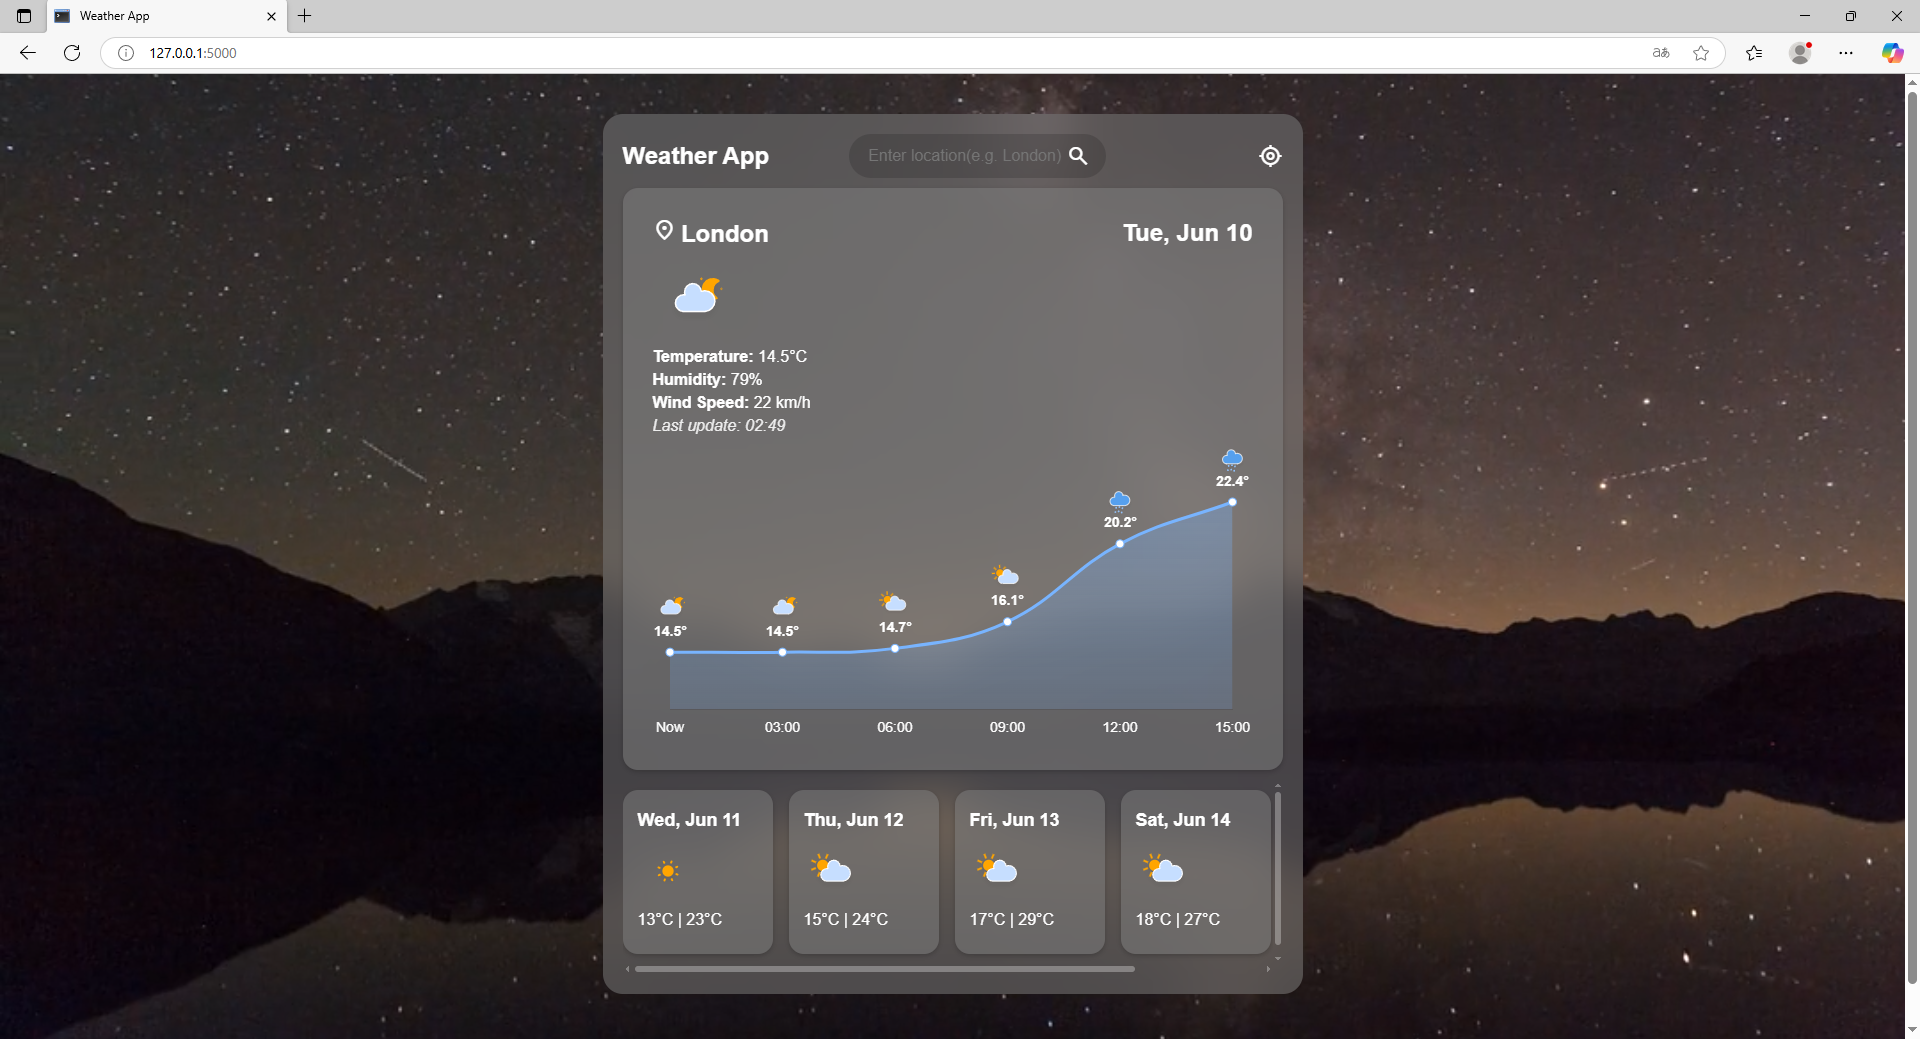 Weather App
127.0.0.1:5000
aあ
Weather App
Enter location(e.g. London)
London
Tue, Jun 10
Temperature: 14.5°C
Humidity: 79%
Wind Speed: 22 km/h
Last update: 02:49
14.5° 14.5° 14.7° 16.1° 20.2° 22.4°
Now 03:00 06:00 09:00 12:00 15:00
Wed, Jun 11 Thu, Jun 12 Fri, Jun 13 Sat, Jun 14
13°C | 23°C 15°C | 24°C 17°C | 29°C 18°C | 27°C